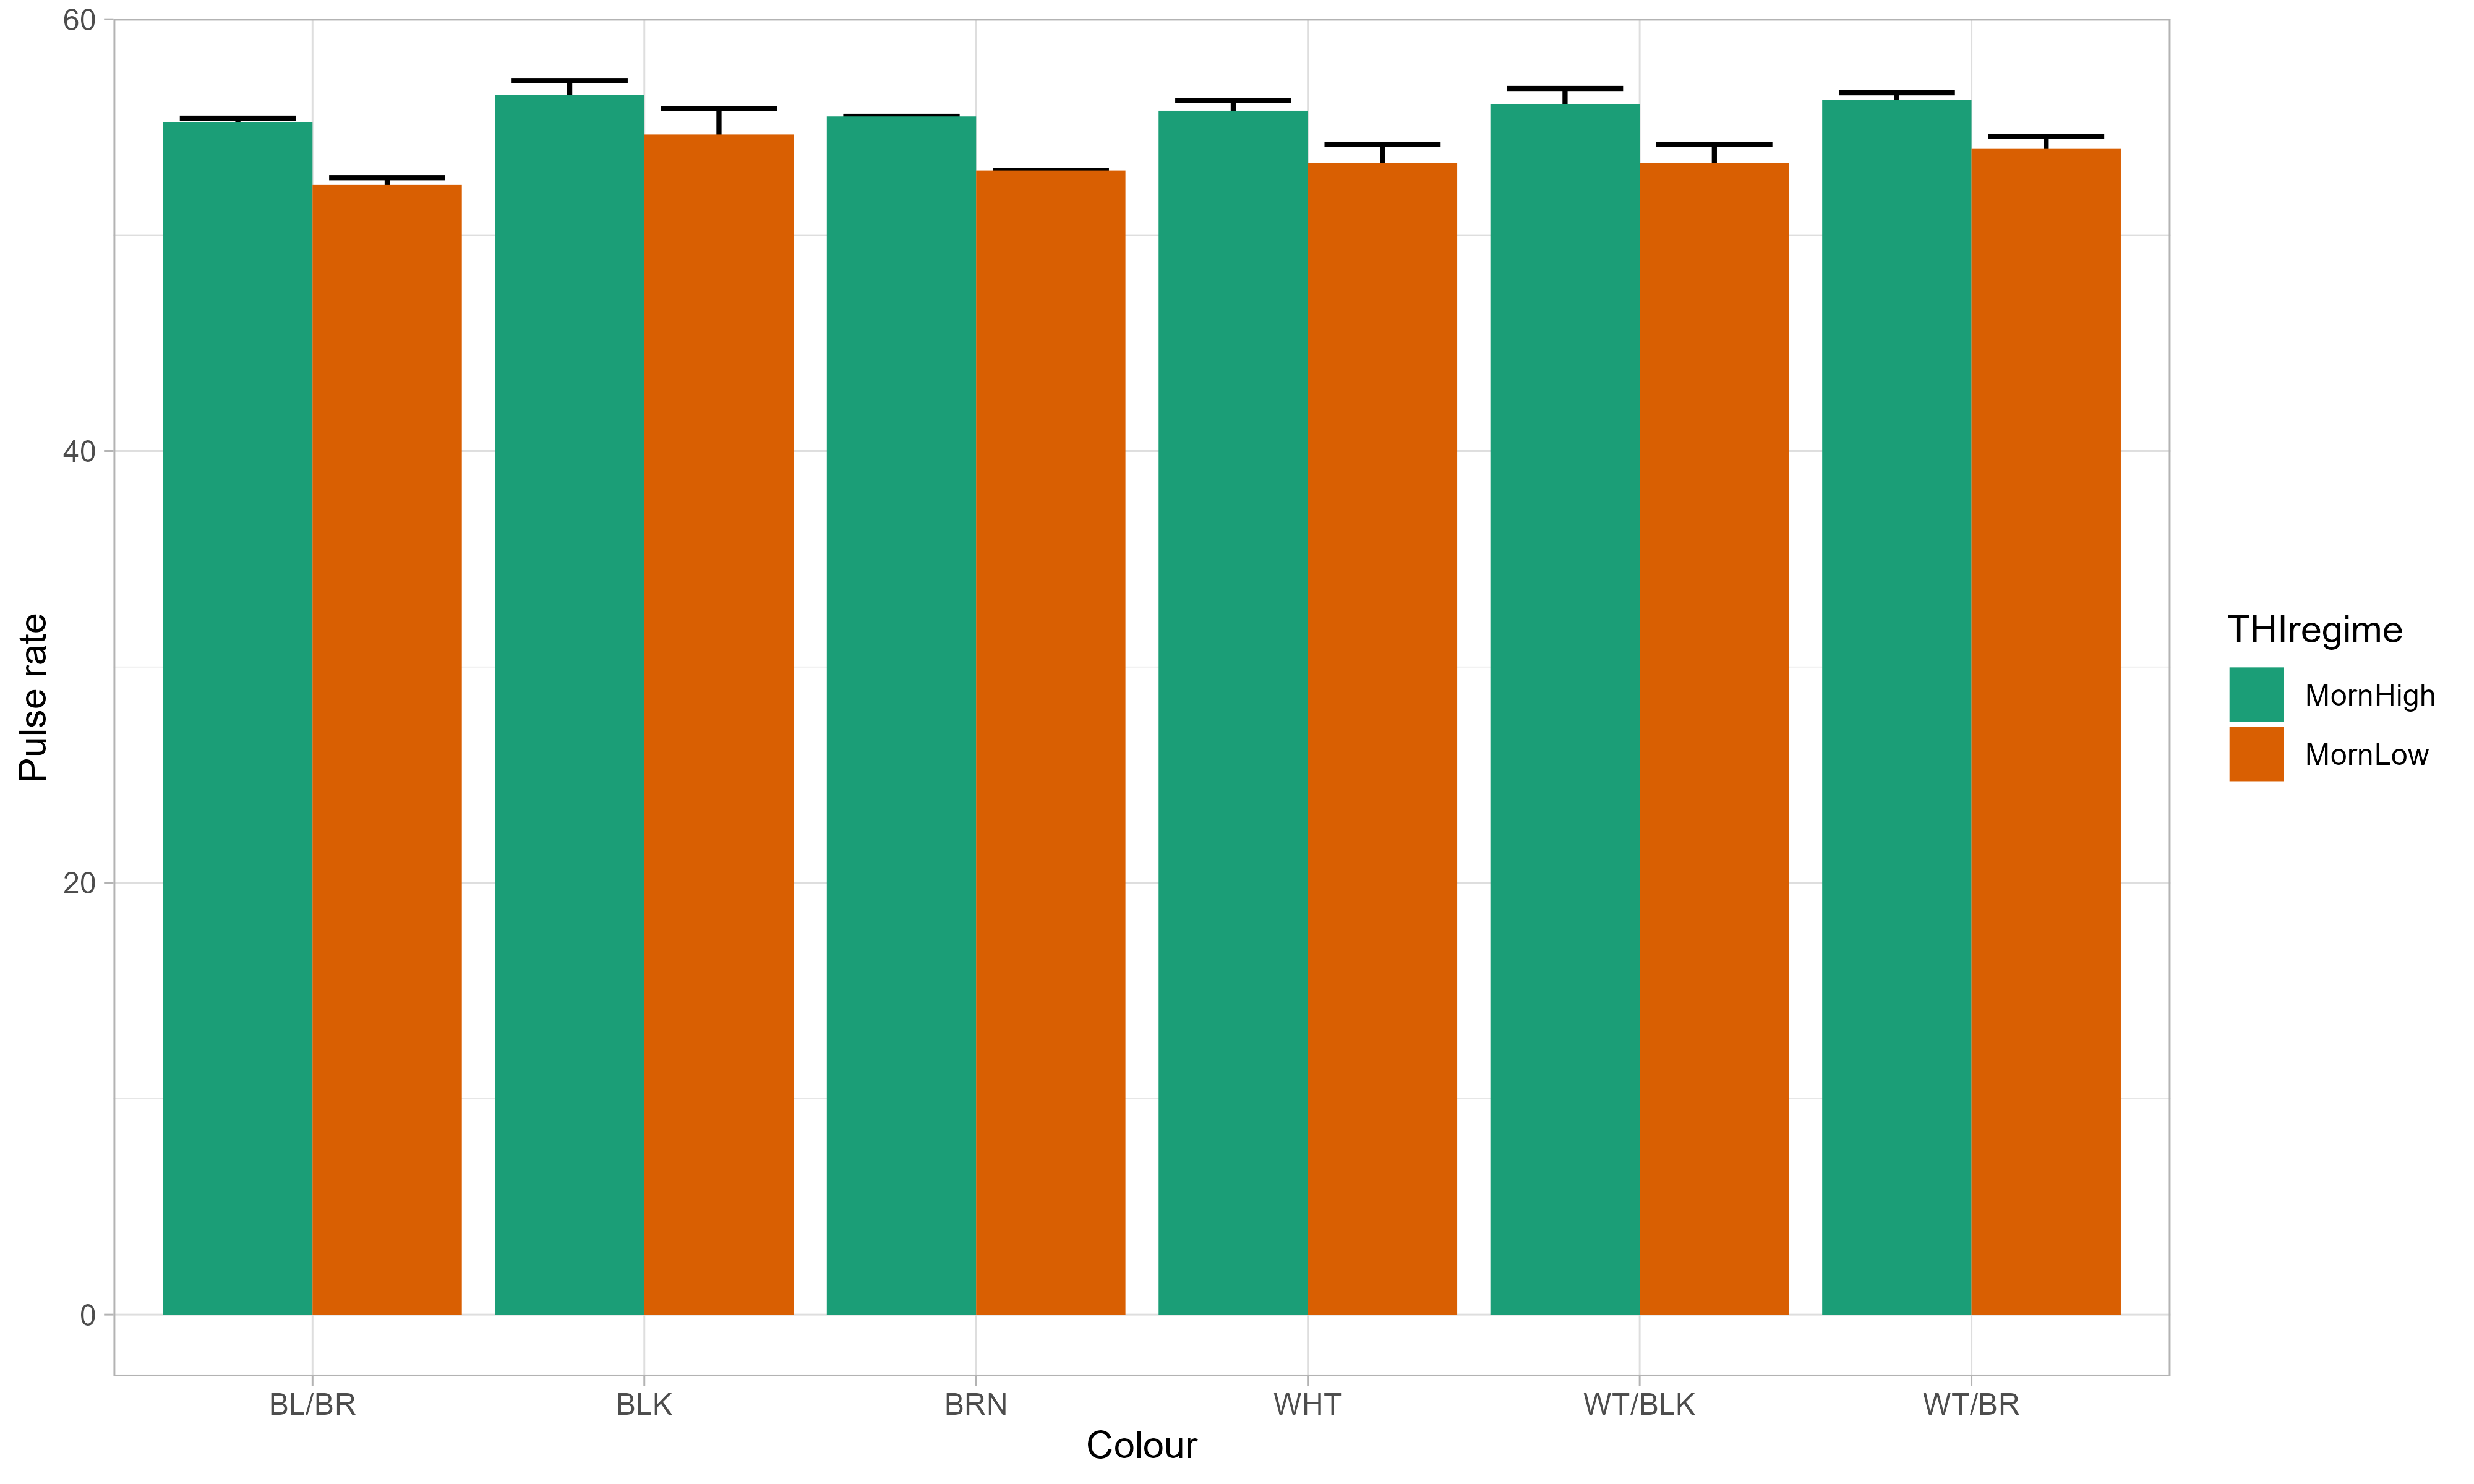 60
40
20
0
Pulse rate
BL/BR
BLK
BRN
WHT
WT/BLK
WT/BR
Colour
THIregime
MornHigh
MornLow